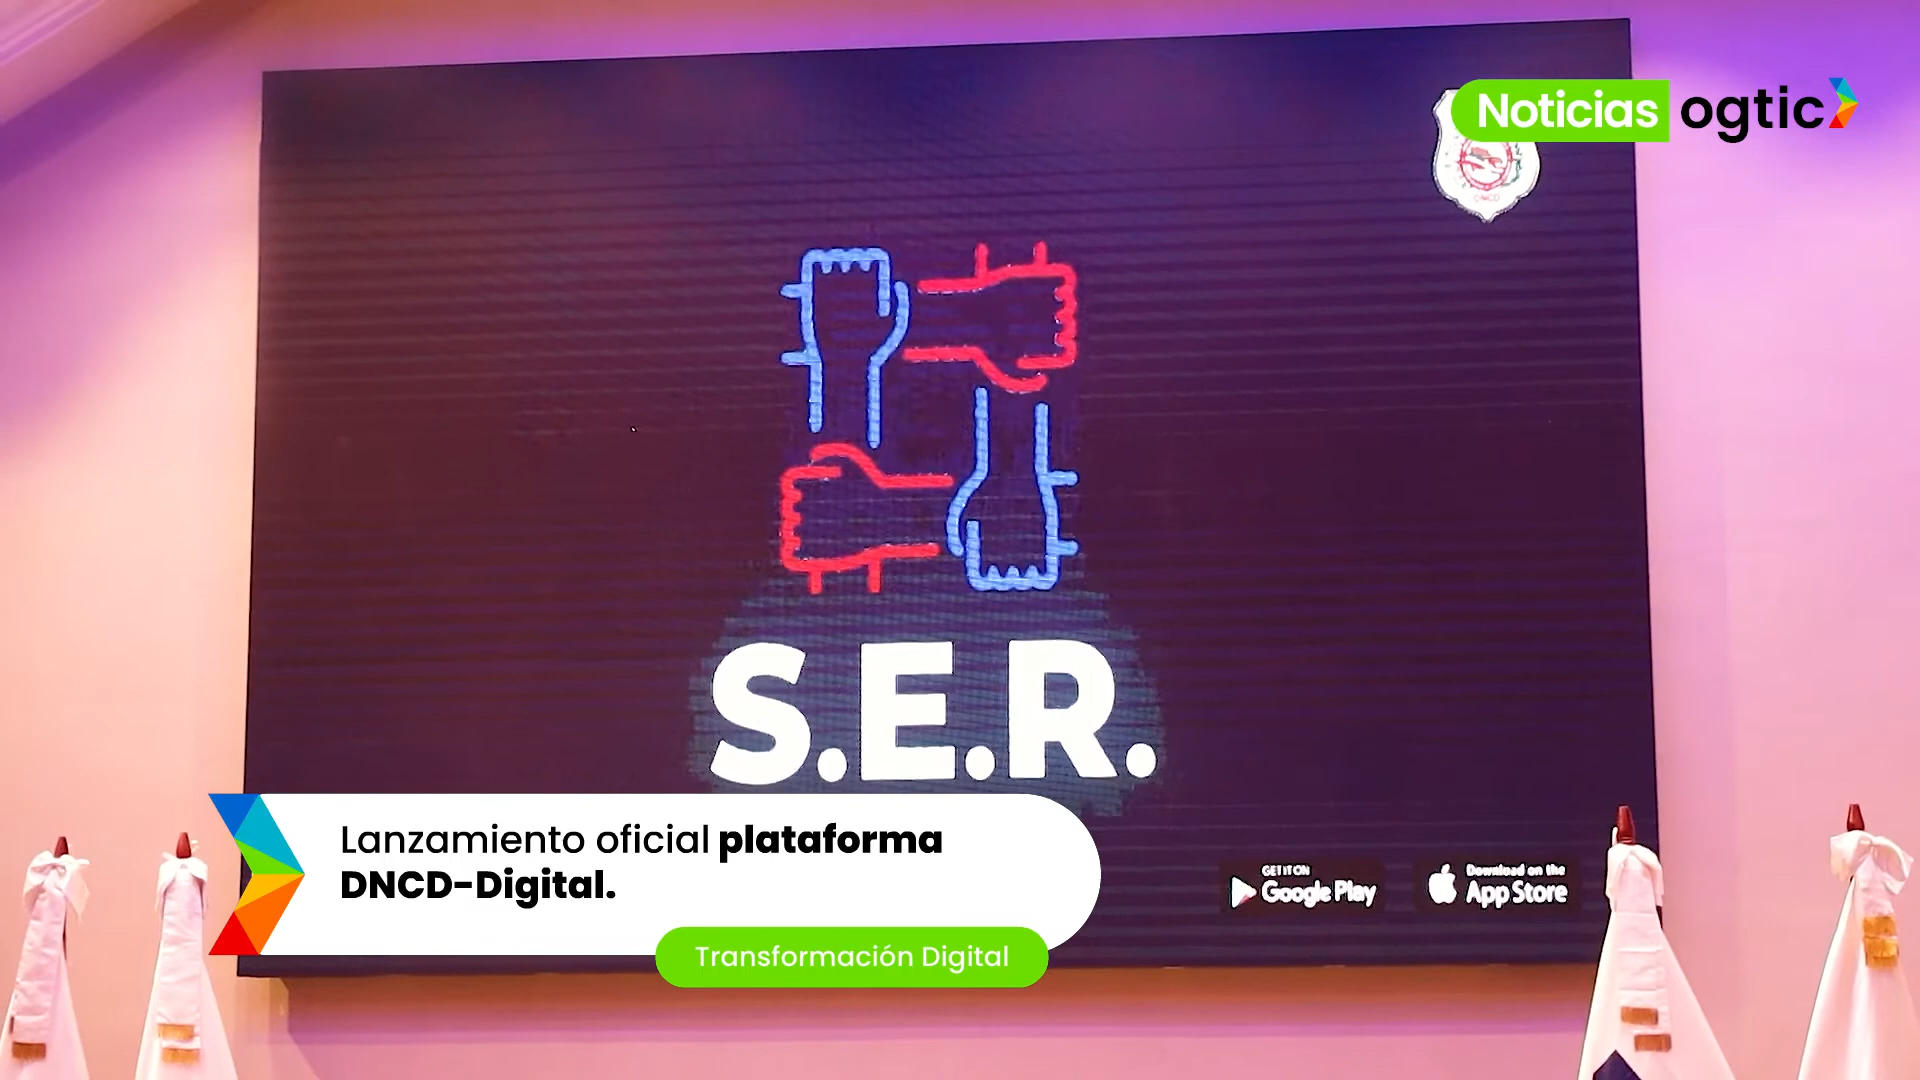 Noticias ogtic
DNCD
S.E.R.
Lanzamiento oficial plataforma
DNCD-Digital.
GET IT ON
Google Play
Download on the
App Store
Transformación Digital